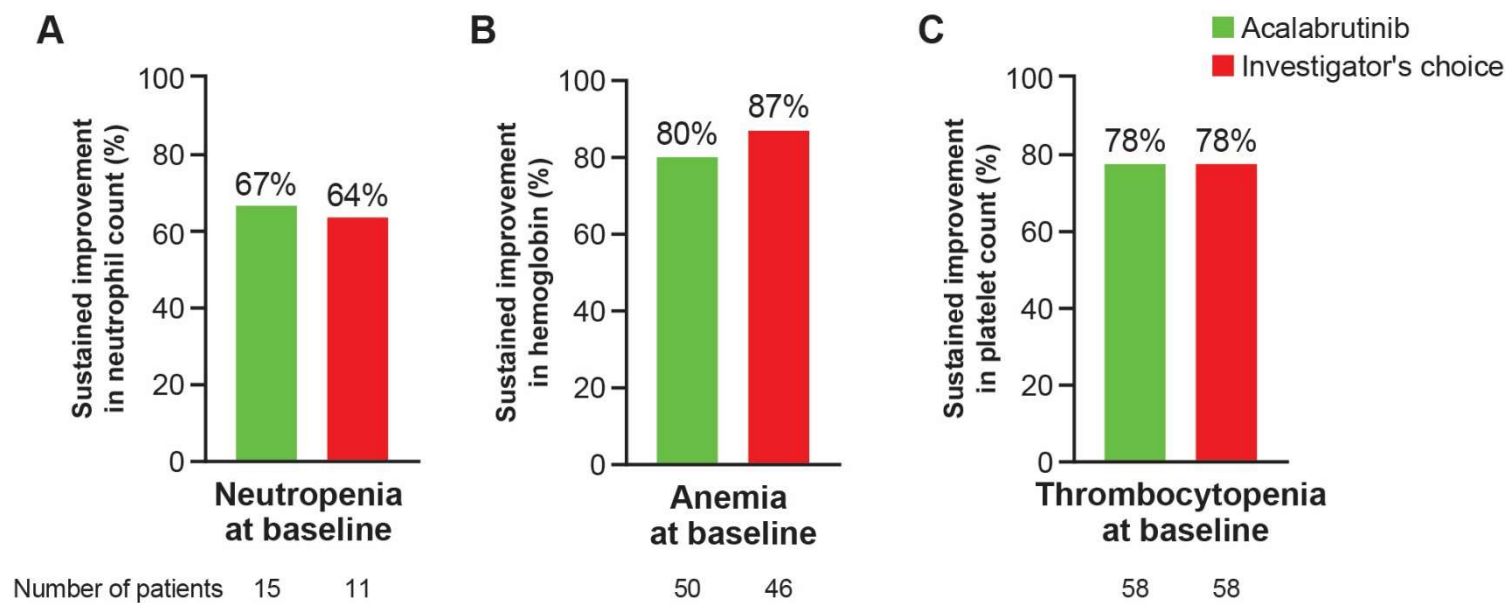 A
Sustained improvement
in neutrophil count (%)
100
80
60
40
20
0
67%
64%
Neutropenia
at baseline
B
Sustained improvement
in hemoglobin (%)
100
80
60
40
20
0
80%
87%
Anemia
at baseline
C
Acalabrutinib
Investigator's choice
Sustained improvement
in platelet count (%)
100
80
60
40
20
0
78%
78%
Thrombocytopenia
at baseline
Number of patients 15 11 50 46 58 58